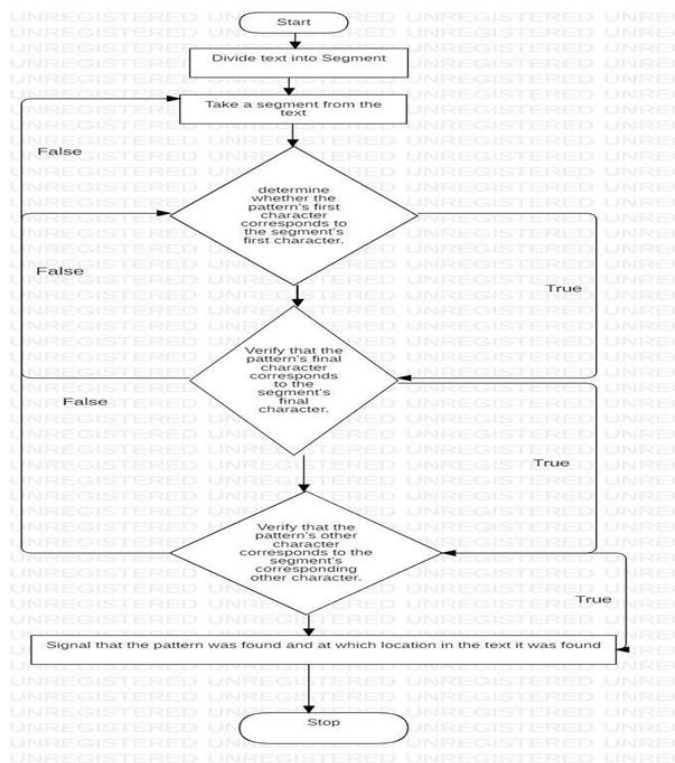 Start
Divide text into Segment
Take a segment from the
text
False
determine
whether the
pattern's first
character
corresponds to
the segment's
first character.
False
True
Verify that the
pattern's final
character
corresponds
to the
segment's
final
character.
False
True
Verify that the
pattern's other
character
corresponds to the
segment's
corresponding
other character.
True
Signal that the pattern was found and at which location in the text it was found
Stop
UNREGISTERED